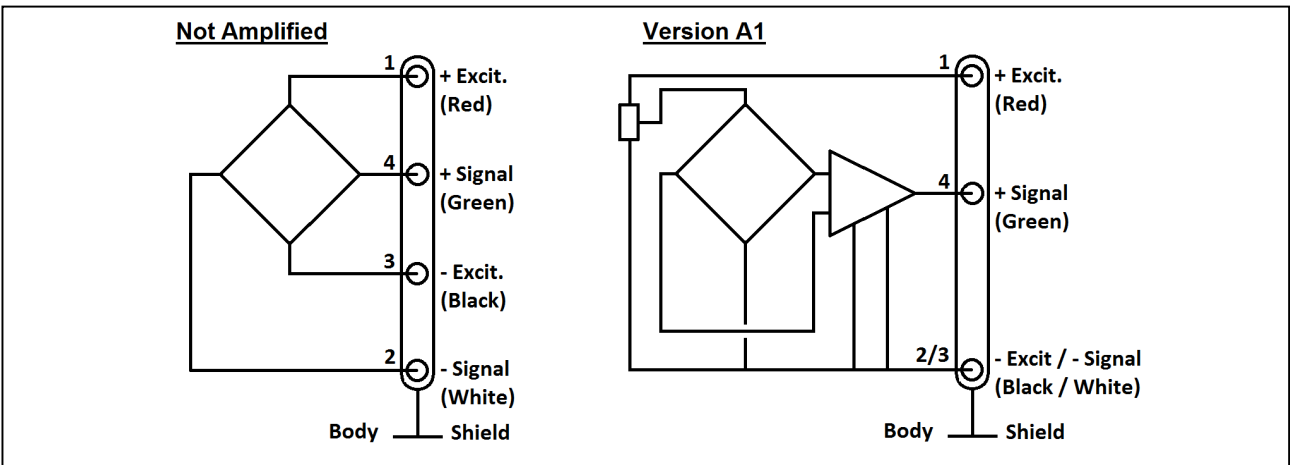 Not Amplified
1
+ Excit.
(Red)
4
+ Signal
(Green)
3
- Excit.
(Black)
2
- Signal
(White)
Body
Shield
Version A1
1
+ Excit.
(Red)
4
+ Signal
(Green)
2/3
- Excit / - Signal
(Black / White)
Body
Shield